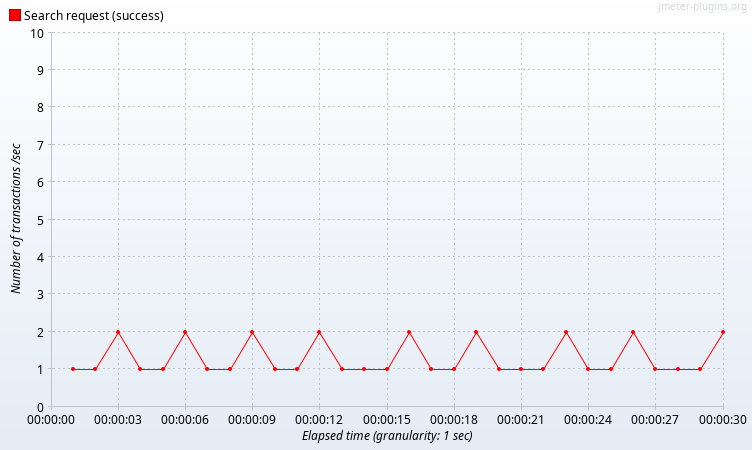 jmeter-plugins.org
Search request (success)
10
9
8
7
6
5
4
3
2
1
0
Number of transactions /sec
00:00:00 00:00:03 00:00:06 00:00:09 00:00:12 00:00:15 00:00:18 00:00:21 00:00:24 00:00:27 00:00:30
Elapsed time (granularity: 1 sec)